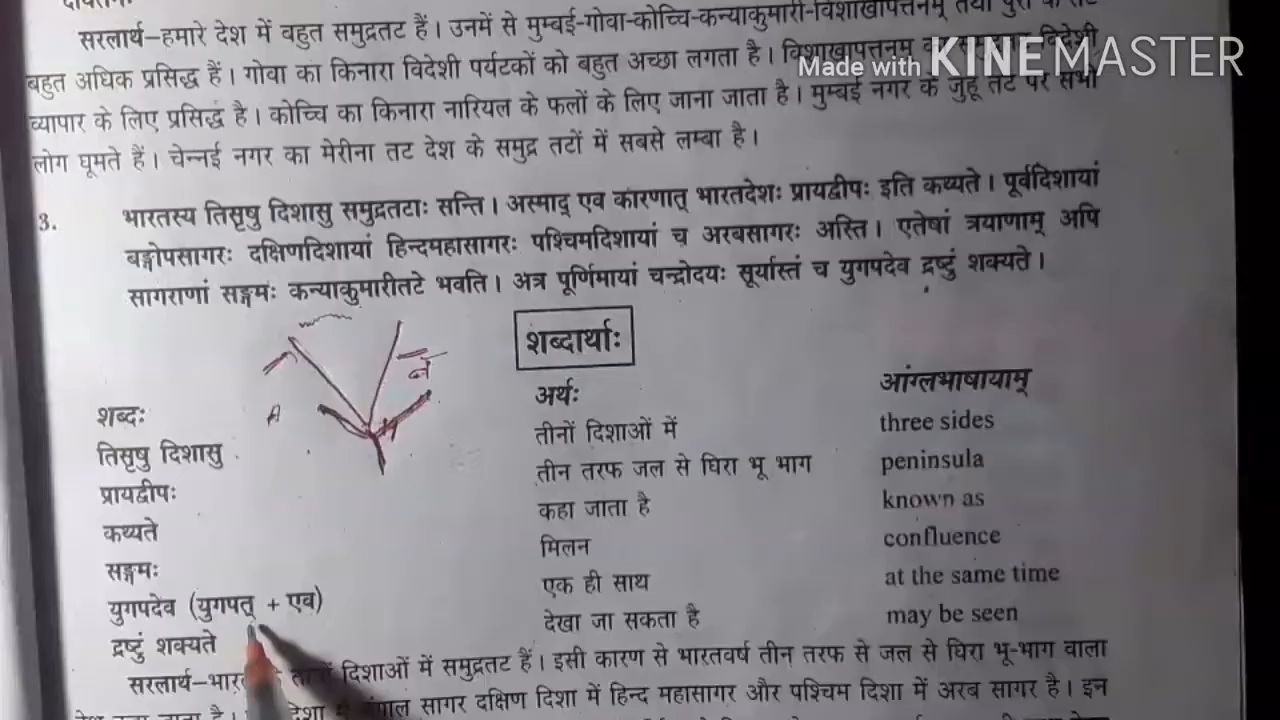 सरलार्थ–हमारे देश में बहुत समुद्रतट हैं। उनमें से मुम्बई-गोवा-कोच्चि-कन्याकुमारी-विशाखापत्तनम् तथा पुरी के तट
Made with KINEMASTER
बहुत अधिक प्रसिद्ध हैं। गोवा का किनारा विदेशी पर्यटकों को बहुत अच्छा लगता है। विशाखापत्तनम् विदेशी
व्यापार के लिए प्रसिद्ध है। कोच्चि का किनारा नारियल के फलों के लिए जाना जाता है। मुम्बई नगर के जुहू तट पर सभी
लोग घूमते हैं। चेन्नई नगर का मेरीना तट देश के समुद्र तटों में सबसे लम्बा है।
3. भारतस्य तिसृषु दिशासु समुद्रतटाः सन्ति। अस्माद् एव कारणात् भारतदेशः प्रायद्वीपः इति कथ्यते। पूर्वदिशायां
बङ्गोपसागरः दक्षिणदिशायां हिन्दमहासागरः पश्चिमदिशायां च अरबसागरः अस्ति। एतेषां त्रयाणाम् अपि
सागराणां सङ्गमः कन्याकुमारीतटे भवति। अत्र पूर्णिमायां चन्द्रोदयः सूर्यास्तं च युगपदेव द्रष्टुं शक्यते।
शब्दार्थाः
शब्दः अर्थः आंग्लभाषायाम्
तिसृषु दिशासु तीनों दिशाओं में three sides
प्रायद्वीपः तीन तरफ जल से घिरा भू भाग peninsula
कथ्यते कहा जाता है known as
सङ्गमः मिलन confluence
युगपदेव (युगपत् + एव) एक ही साथ at the same time
द्रष्टुं शक्यते देखा जा सकता है may be seen
सरलार्थ–भारत दिशाओं में समुद्रतट हैं। इसी कारण से भारतवर्ष तीन तरफ से जल से घिरा भू-भाग वाला
सागर दक्षिण दिशा में हिन्द महासागर और पश्चिम दिशा में अरब सागर है। इन